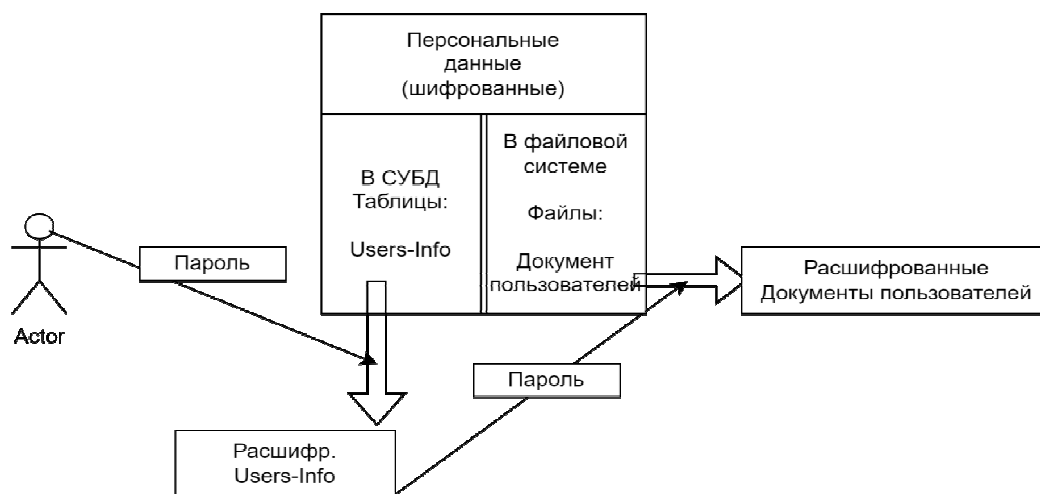 Персональные
данные
(шифрованные)
В СУБД
Таблицы:
Users-Info
В файловой
системе
Файлы:
Документ
пользователей
Пароль
Actor
Расшифрованные
Документы пользователей
Пароль
Расшифр.
Users-Info